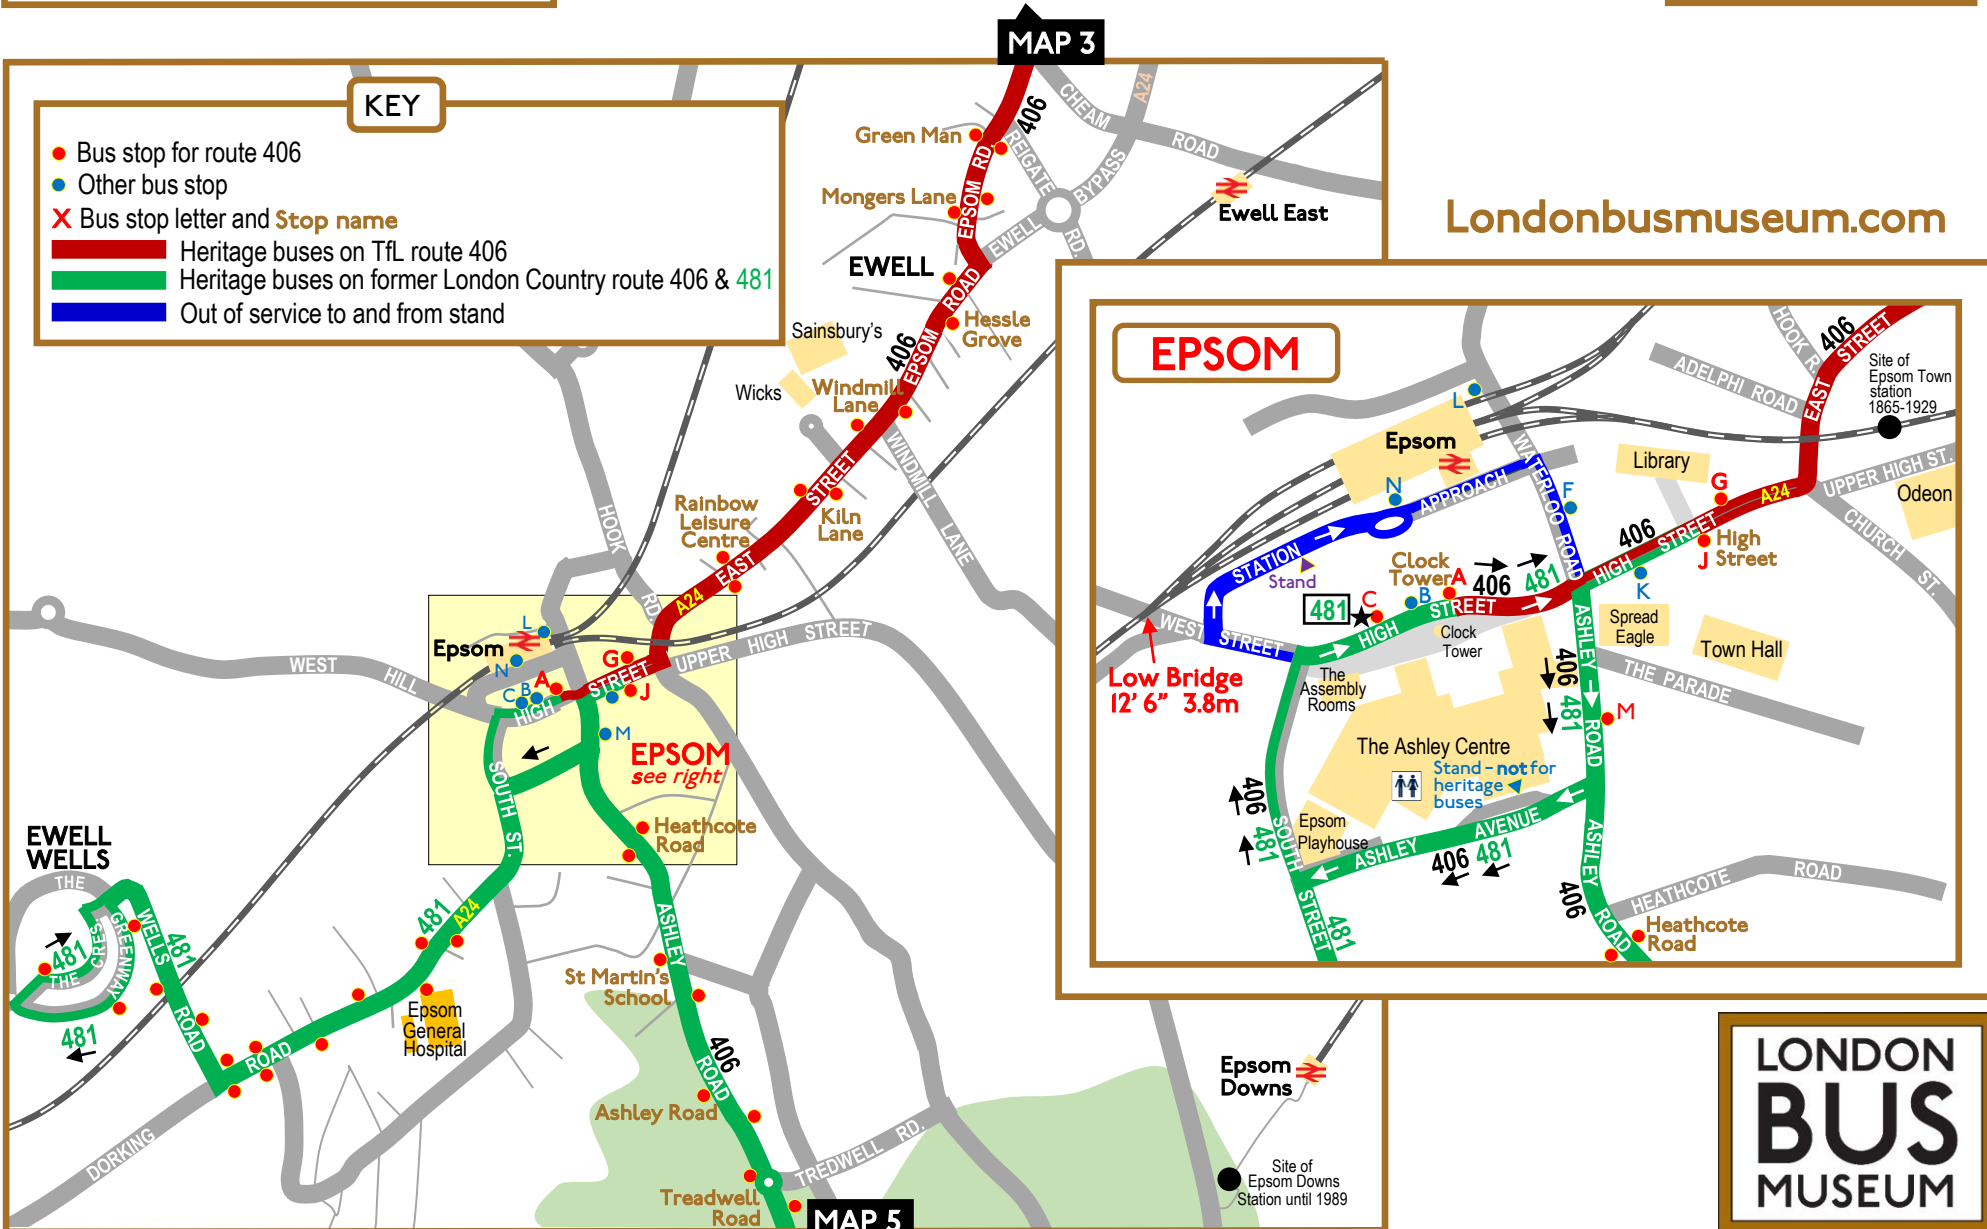 MAP 3
KEY
Bus stop for route 406
Other bus stop
X Bus stop letter and Stop name
Heritage buses on TfL route 406
Heritage buses on former London Country route 406 & 481
Out of service to and from stand
406
CHEAM ROAD
A24
Green Man
EPSOM RD.
REIGATE RD.
BYPASS
Mongers Lane
EWELL
Ewell East
EWELL
Londonbusmuseum.com
EPSOM ROAD
Hessle
Grove
Sainsbury's
406
Wicks
Windmill
Lane
WINDMILL LANE
EAST STREET
Kiln
Lane
Rainbow
Leisure
Centre
HOOK RD.
A24
UPPER HIGH STREET
WEST HILL
Epsom
L
N
C
B
A
G
J
HIGH STREET
M
EPSOM
see right
SOUTH ST.
Heathcote
Road
EWELL
WELLS
THE CRES.
THE GREENWAY
481
481
WELLS ROAD
481
481
A24
Epsom
General
Hospital
ROAD
DORKING
St Martin's
School
ASHLEY ROAD
406
Ashley Road
TREDWELL RD.
Treadwell
Road
MAP 5
Epsom
Downs
Site of
Epsom Downs
Station until 1989
EPSOM
HOOK R
406
EAST STREET
ADELPHI ROAD
Site of
Epsom Town
station
1865-1929
L
Epsom
WATERLOO ROAD
Library
UPPER HIGH ST.
Odeon
N
STATION APPROACH
F
G
A24
406
HIGH STREET
High
Street
J
CHURCH ST.
Stand
Clock
Tower
A
406
481
B
K
481
C
HIGH STREET
Clock
Tower
Spread
Eagle
Town Hall
WEST STREET
Low Bridge
12' 6" 3.8m
The
Assembly
Rooms
ASHLEY ROAD
406
481
THE PARADE
M
The Ashley Centre
Stand - not for
heritage
buses
406
481
SOUTH STREET
Epsom
Playhouse
ASHLEY AVENUE
406
481
ASHLEY ROAD
406
HEATHCOTE ROAD
Heathcote
Road
481
LONDON
BUS
MUSEUM